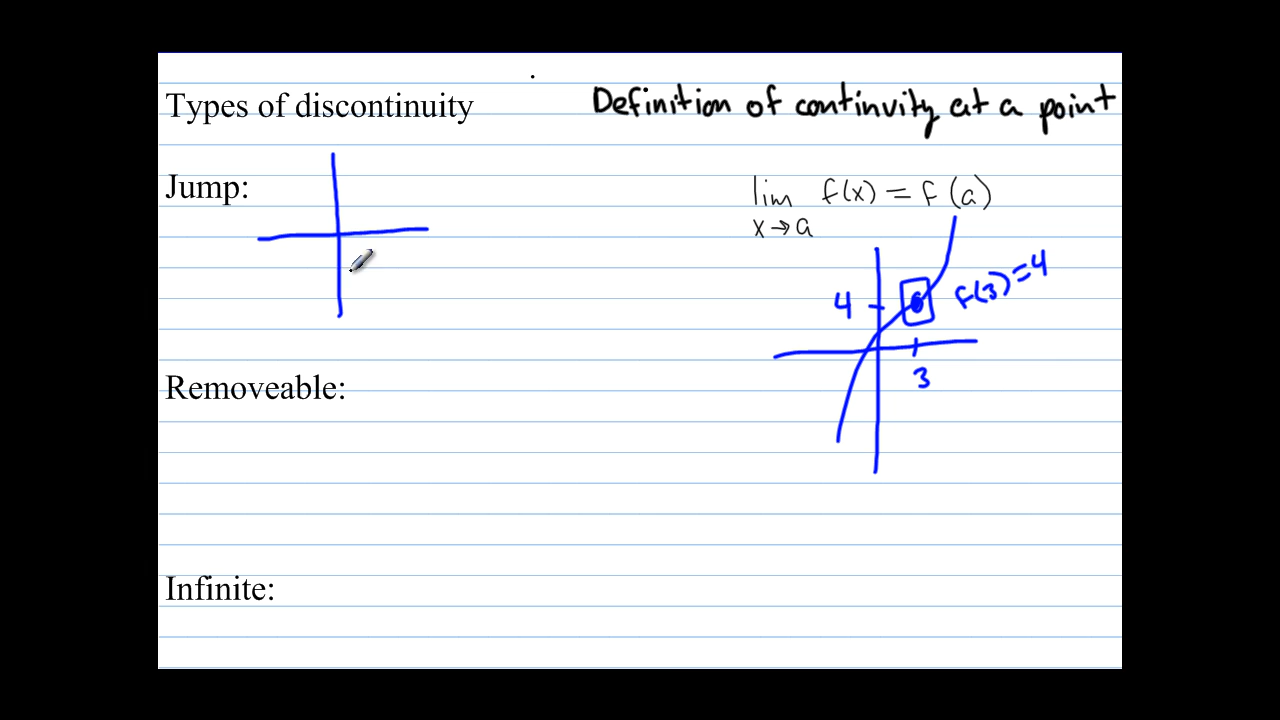 Types of discontinuity
Definition of continuity at a point
Jump:
lim f(x) = f(a)
x→a
4
f(3)=4
3
Removeable:
Infinite: